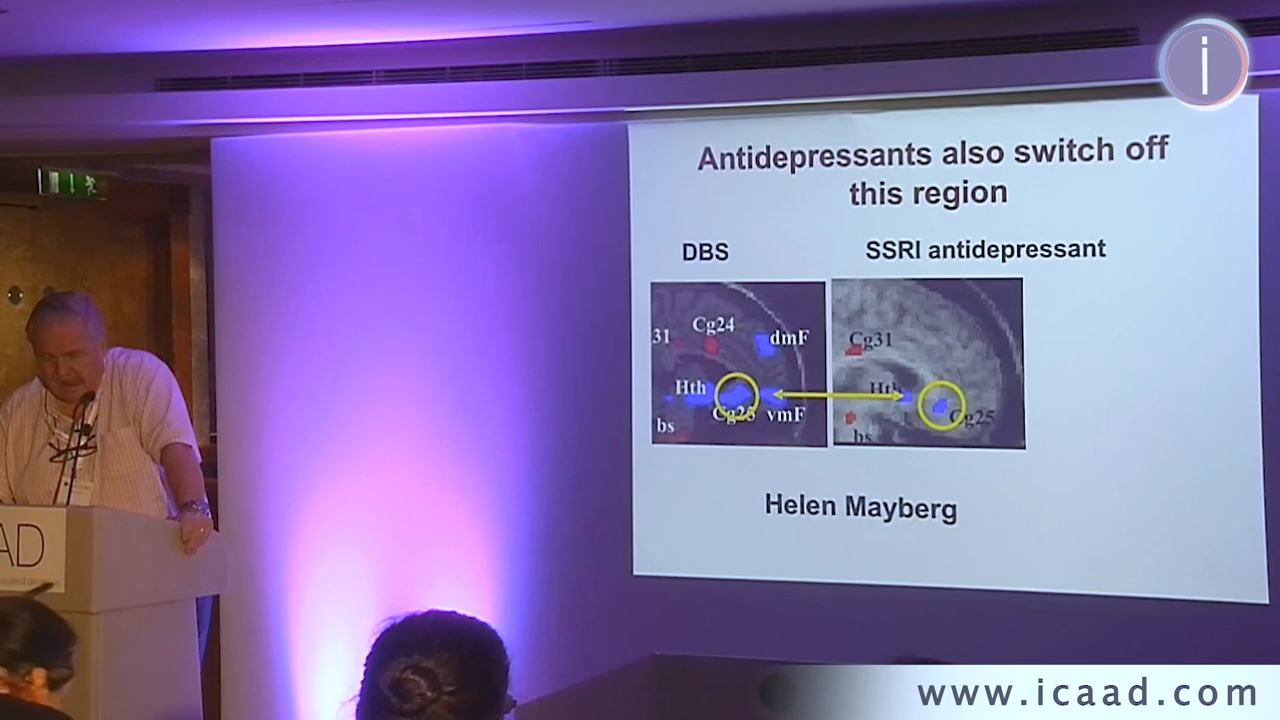 i
Antidepressants also switch off
this region
DBS
SSRI antidepressant
31
Cg24
dmF
Hth
Cg25
vmF
bs
Cg31
Hth
Cg25
bs
Helen Mayberg
AD
www.icaad.com